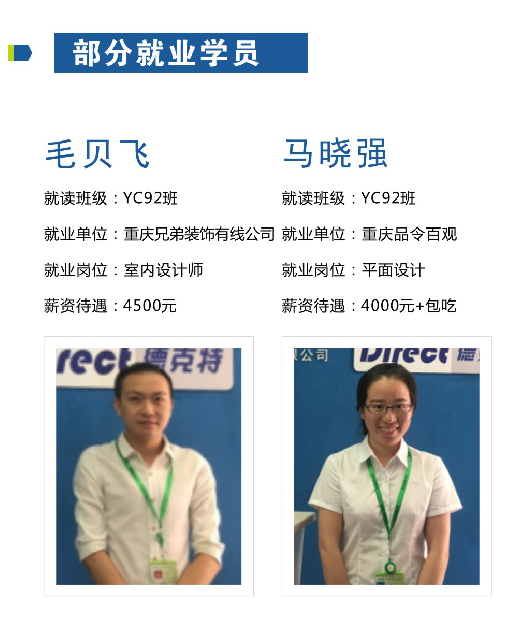 部分就业学员
毛贝飞
就读班级：YC92班
就业单位：重庆兄弟装饰有线公司
就业岗位：室内设计师
薪资待遇：4500元
马晓强
就读班级：YC92班
就业单位：重庆品令百观
就业岗位：平面设计
薪资待遇：4000元+包吃
rect 德克特
限公司 Direct 德克